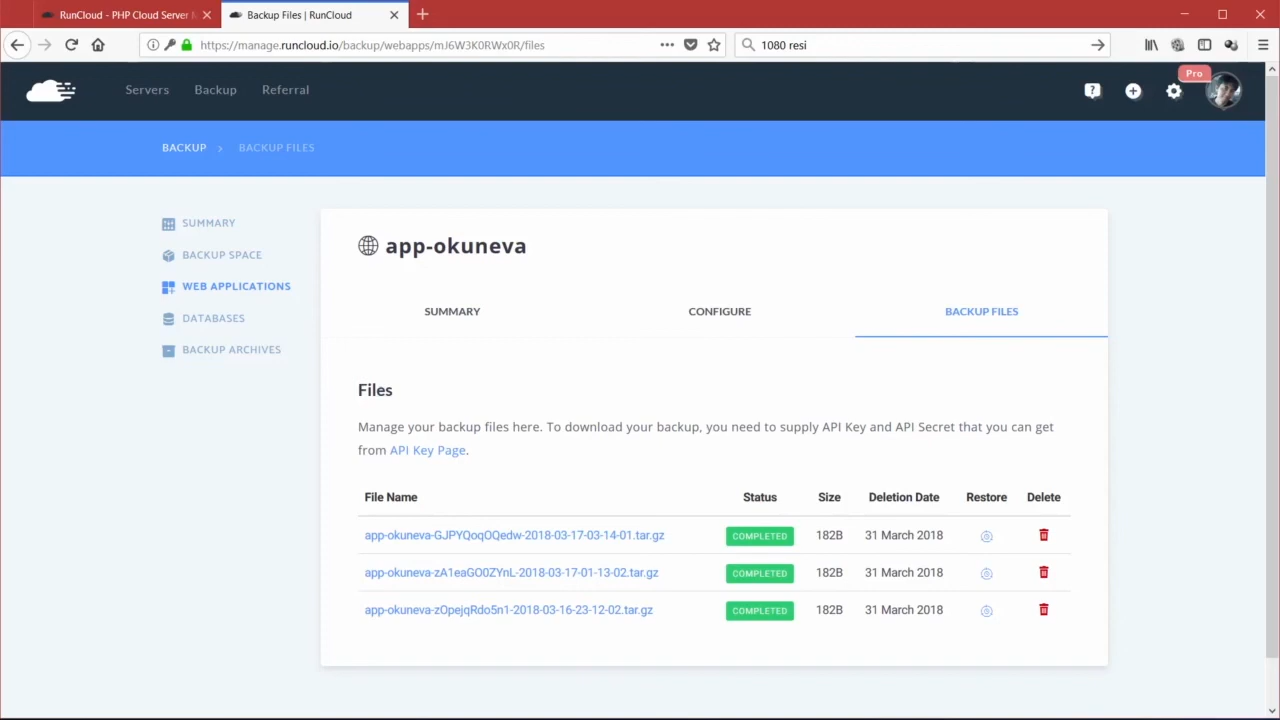 RunCloud - PHP Cloud Server
Backup Files | RunCloud
https://manage.runcloud.io/backup/webapps/mJ6W3K0RWx0R/files
1080 resi
Servers Backup Referral
Pro
BACKUP > BACKUP FILES
SUMMARY
BACKUP SPACE
WEB APPLICATIONS
DATABASES
BACKUP ARCHIVES
app-okuneva
SUMMARY CONFIGURE BACKUP FILES
Files
Manage your backup files here. To download your backup, you need to supply API Key and API Secret that you can get
from API Key Page.
File Name Status Size Deletion Date Restore Delete
app-okuneva-GJPYQoqOQedw-2018-03-17-03-14-01.tar.gz COMPLETED 182B 31 March 2018
app-okuneva-zA1eaGO0ZYnL-2018-03-17-01-13-02.tar.gz COMPLETED 182B 31 March 2018
app-okuneva-zOpejqRdo5n1-2018-03-16-23-12-02.tar.gz COMPLETED 182B 31 March 2018